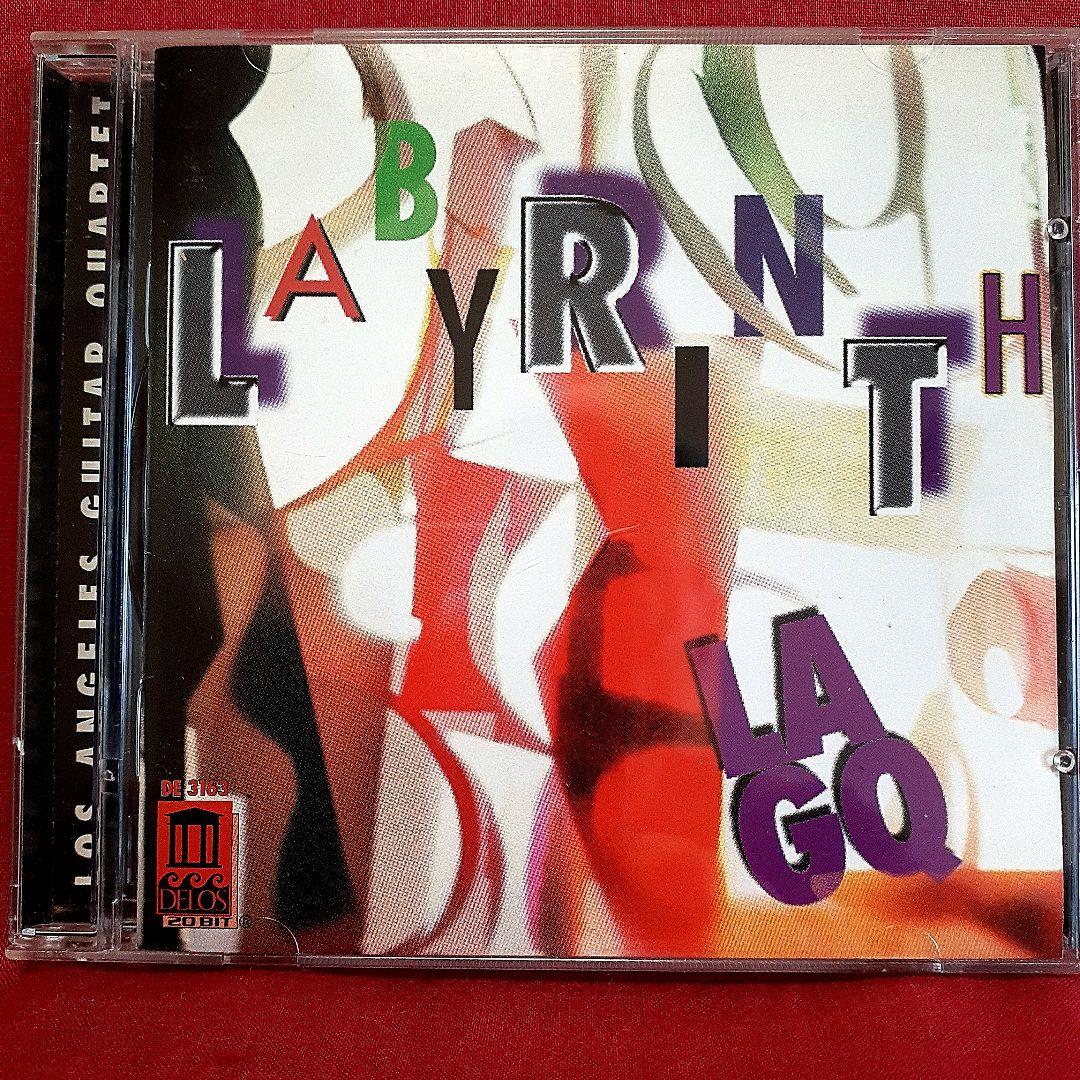 LABYRINTH
LA
GQ
LOS ANGELES GUITAR QUARTET
DE 3163
DELOS
20 BIT ®